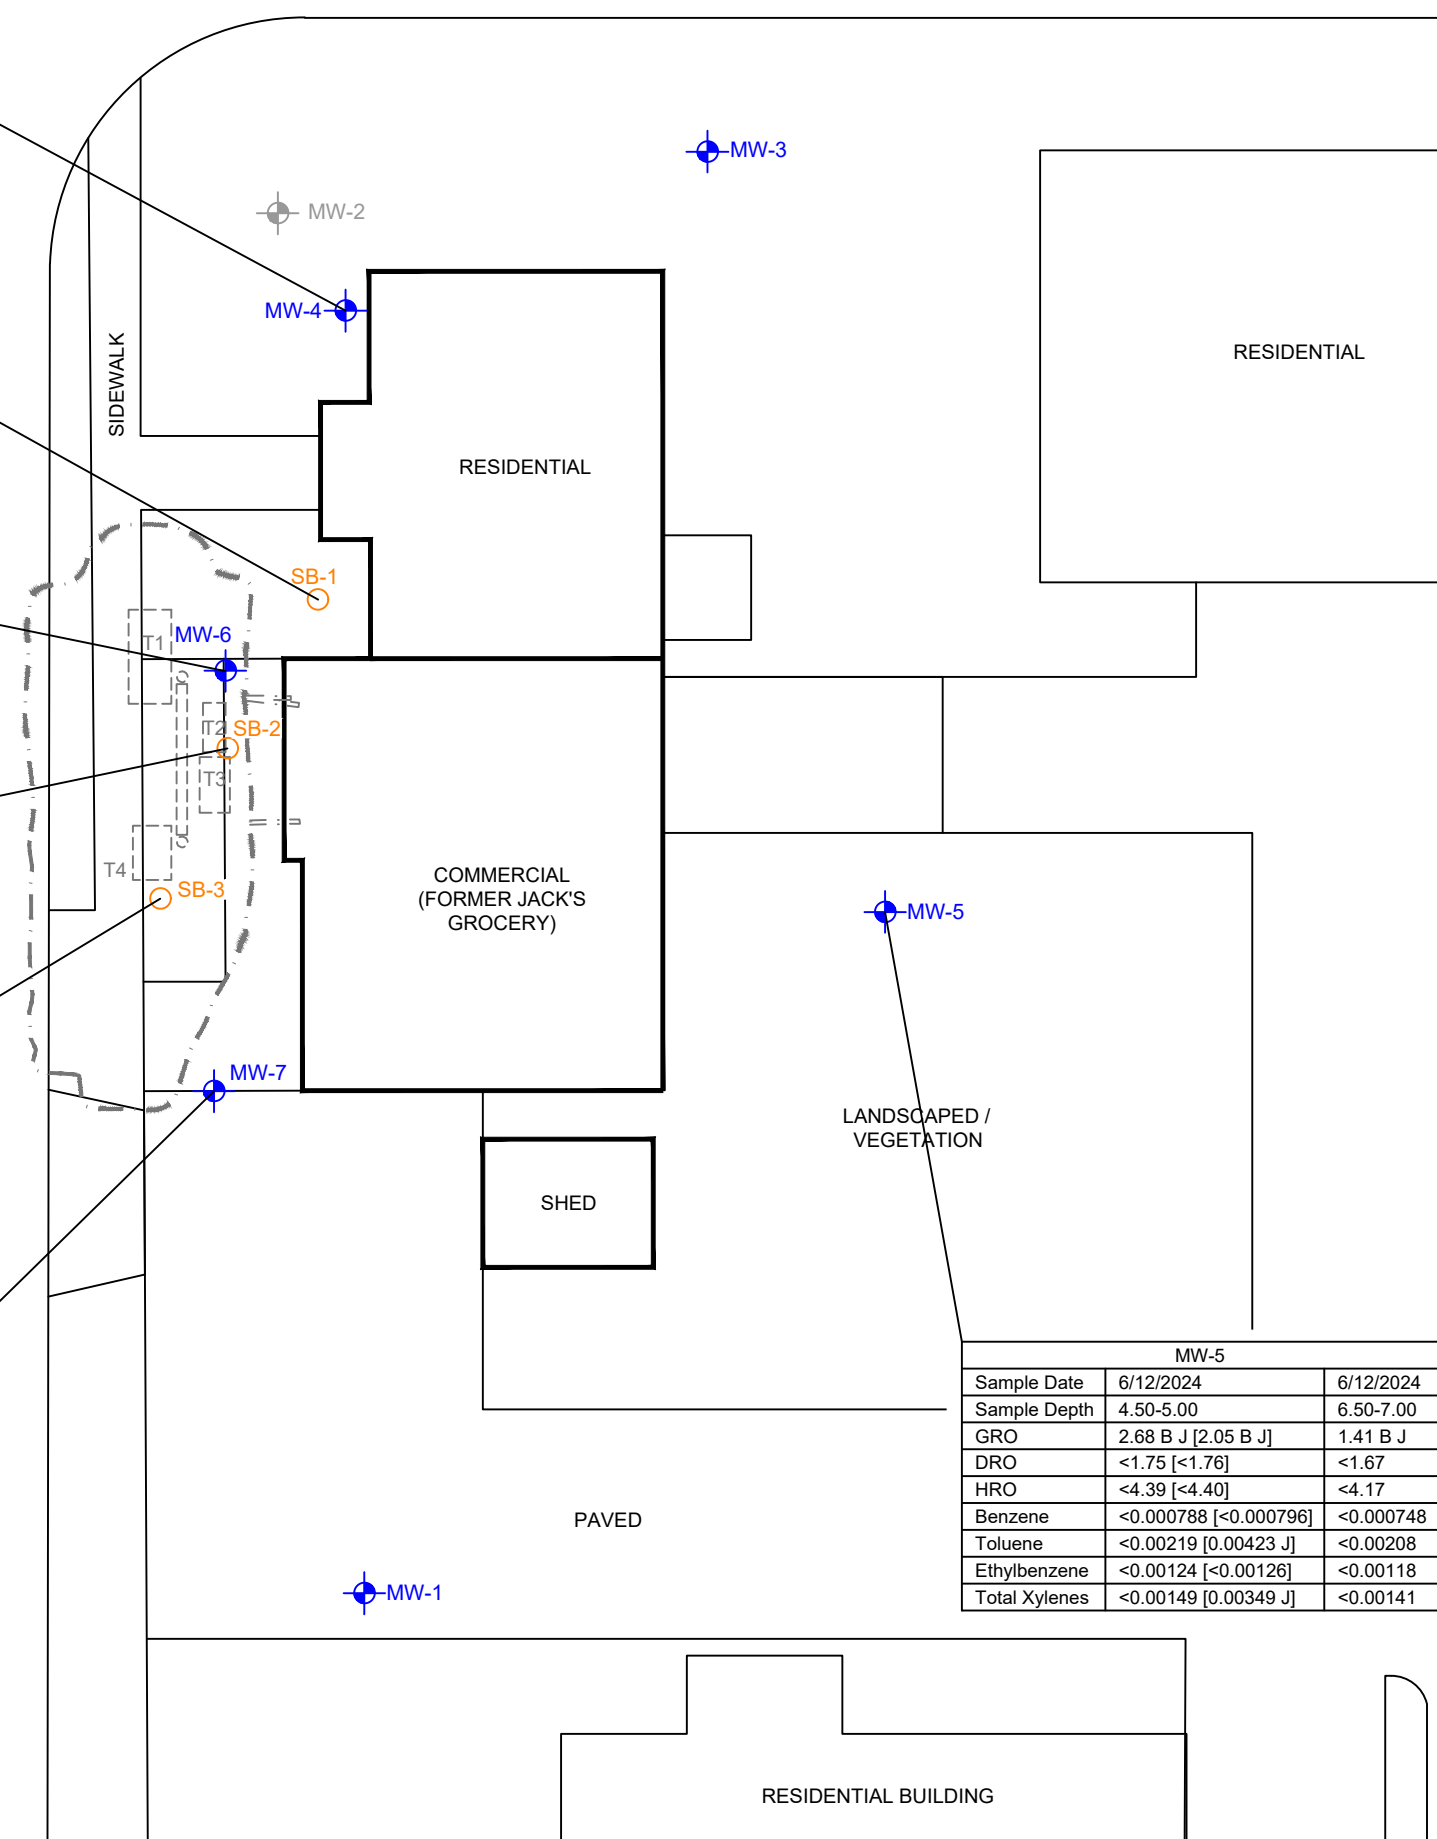 MW-3
MW-2
MW-4
SIDEWALK
RESIDENTIAL
RESIDENTIAL
SB-1
T1
MW-6
T2
SB-2
T3
T4
SB-3
COMMERCIAL
(FORMER JACK'S
GROCERY)
MW-5
MW-7
LANDSCAPED /
VEGETATION
SHED
MW-5
Sample Date 6/12/2024 6/12/2024
Sample Depth 4.50-5.00 6.50-7.00
GRO 2.68 B J [2.05 B J] 1.41 B J
DRO <1.75 [<1.76] <1.67
HRO <4.39 [<4.40] <4.17
Benzene <0.000788 [<0.000796] <0.000748
Toluene <0.00219 [0.00423 J] <0.00208
Ethylbenzene <0.00124 [<0.00126] <0.00118
Total Xylenes <0.00149 [0.00349 J] <0.00141
PAVED
MW-1
RESIDENTIAL BUILDING